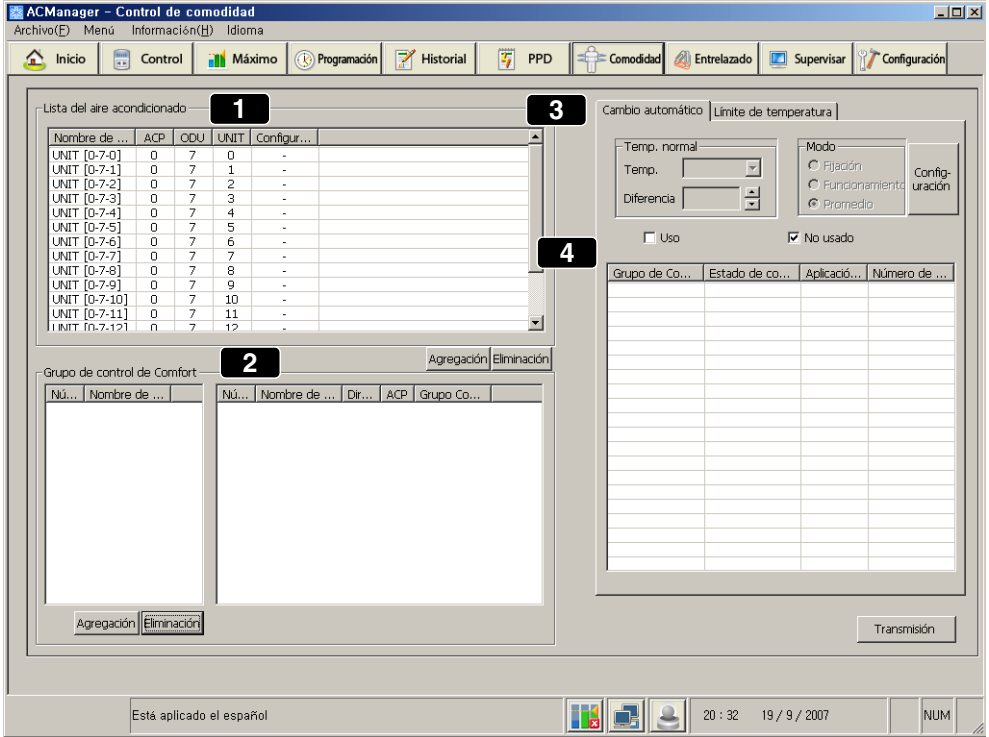 ACManager - Control de comodidad
Archivo(F) Menú Información(H) Idioma
Inicio Control Máximo Programación Historial PPD Comodidad Entrelazado Supervisar Configuración
Lista del aire acondicionado
1
Nombre de ... ACP ODU UNIT Configur...
UNIT [0-7-0] 0 7 0 -
UNIT [0-7-1] 0 7 1 -
UNIT [0-7-2] 0 7 2 -
UNIT [0-7-3] 0 7 3 -
UNIT [0-7-4] 0 7 4 -
UNIT [0-7-5] 0 7 5 -
UNIT [0-7-6] 0 7 6 -
UNIT [0-7-7] 0 7 7 -
UNIT [0-7-8] 0 7 8 -
UNIT [0-7-9] 0 7 9 -
UNIT [0-7-10] 0 7 10 -
UNIT [0-7-11] 0 7 11 -
UNIT [0-7-12] 0 7 12 -
Agregación Eliminación
2
Grupo de control de Comfort
Nú... Nombre de ...
Nú... Nombre de ... Dir... ACP Grupo Co...
Agregación Eliminación
3
Cambio automático Límite de temperatura
Temp. normal
Temp.
Diferencia
Modo
Fijación
Funcionamiento
Promedio
Config-
uración
Uso No usado
4
Grupo de Co... Estado de co... Aplicació... Número de ...
Transmisión
Está aplicado el español
20 : 32 19 / 9 / 2007
NUM